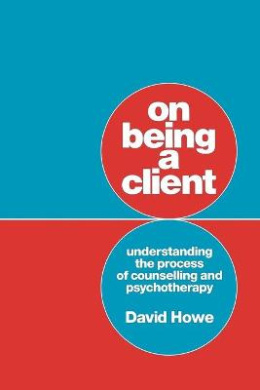 on
being
a
client
understanding
the process
of counselling and
psychotherapy
David Howe